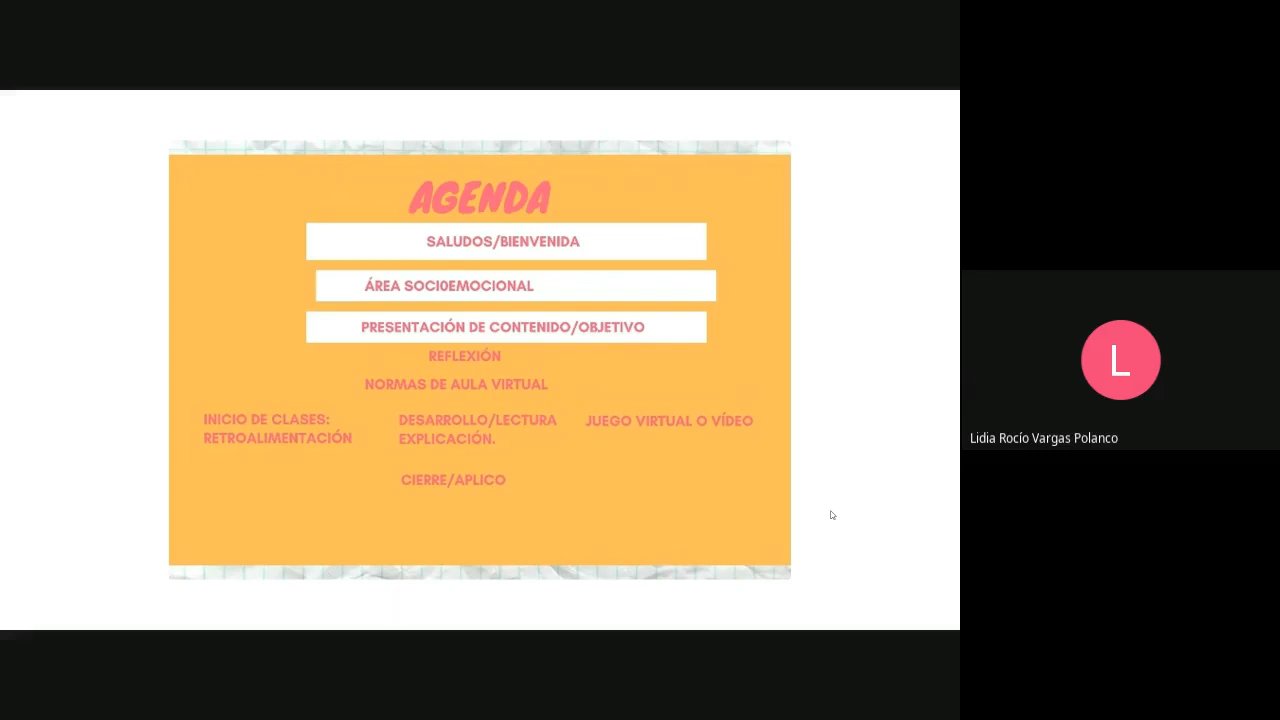 AGENDA
SALUDOS/BIENVENIDA
ÁREA SOCI0EMOCIONAL
PRESENTACIÓN DE CONTENIDO/OBJETIVO
REFLEXIÓN
NORMAS DE AULA VIRTUAL
INICIO DE CLASES:
RETROALIMENTACIÓN
DESARROLLO/LECTURA
EXPLICACIÓN.
JUEGO VIRTUAL O VÍDEO
CIERRE/APLICO
L
Lidia Rocío Vargas Polanco